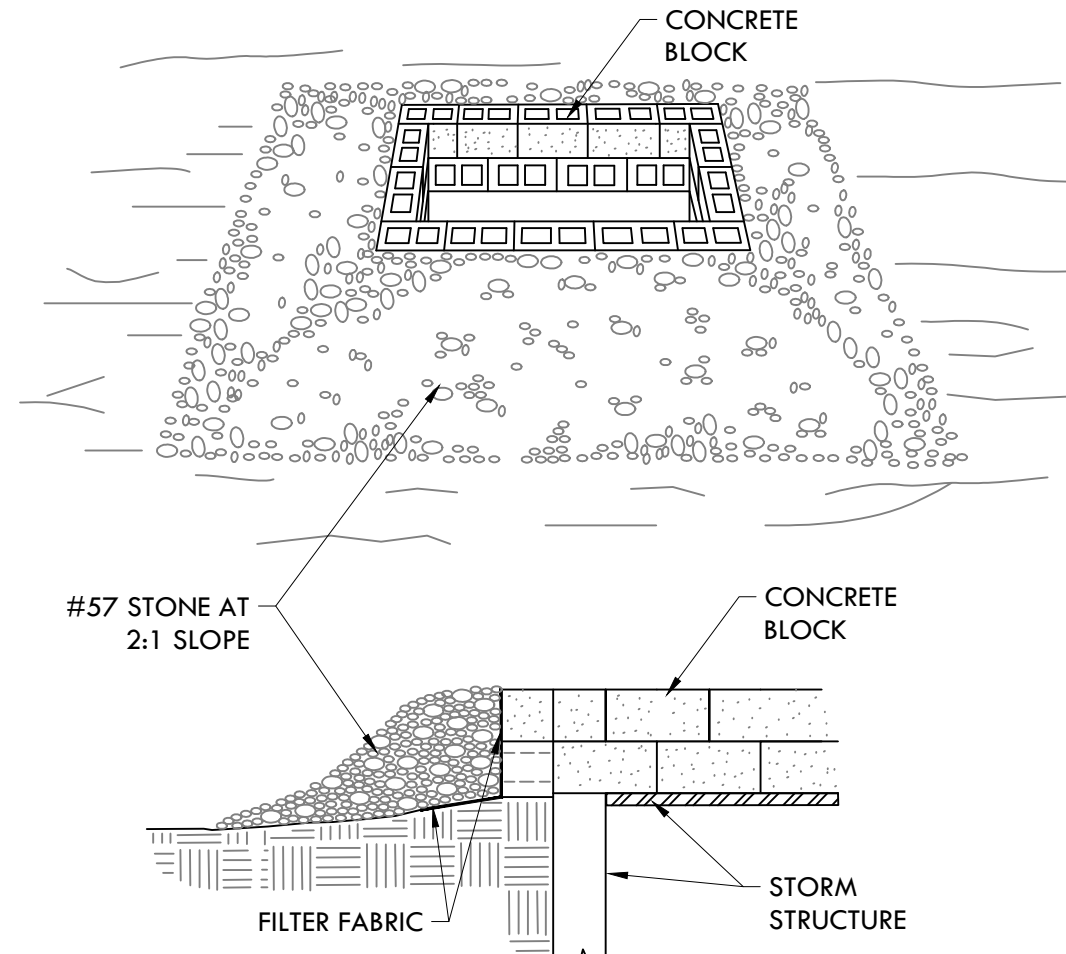 CONCRETE
BLOCK
#57 STONE AT
2:1 SLOPE
CONCRETE
BLOCK
FILTER FABRIC
STORM
STRUCTURE